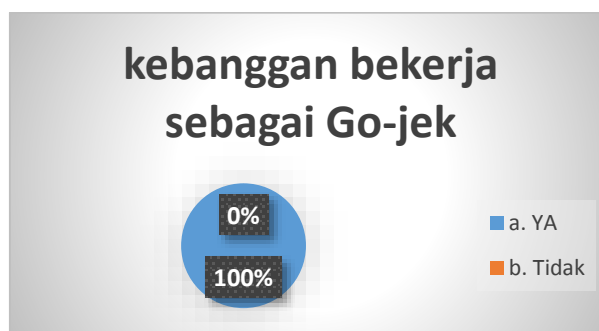 kebanggan bekerja
sebagai Go-jek
0%
100%
a. YA
b. Tidak